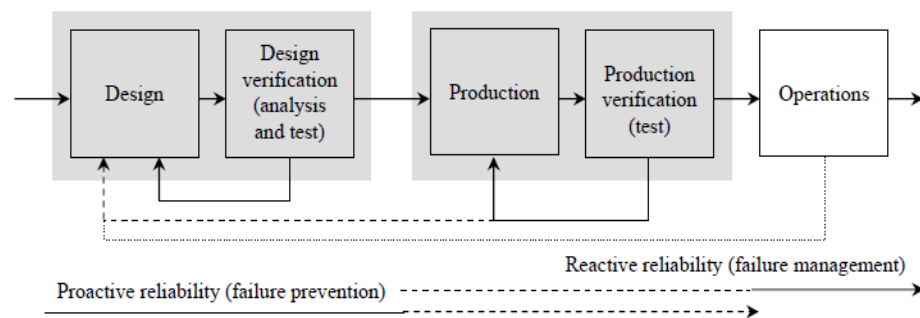 Design
Design
verification
(analysis
and test)
Production
Production
verification
(test)
Operations
Reactive reliability (failure management)
Proactive reliability (failure prevention)